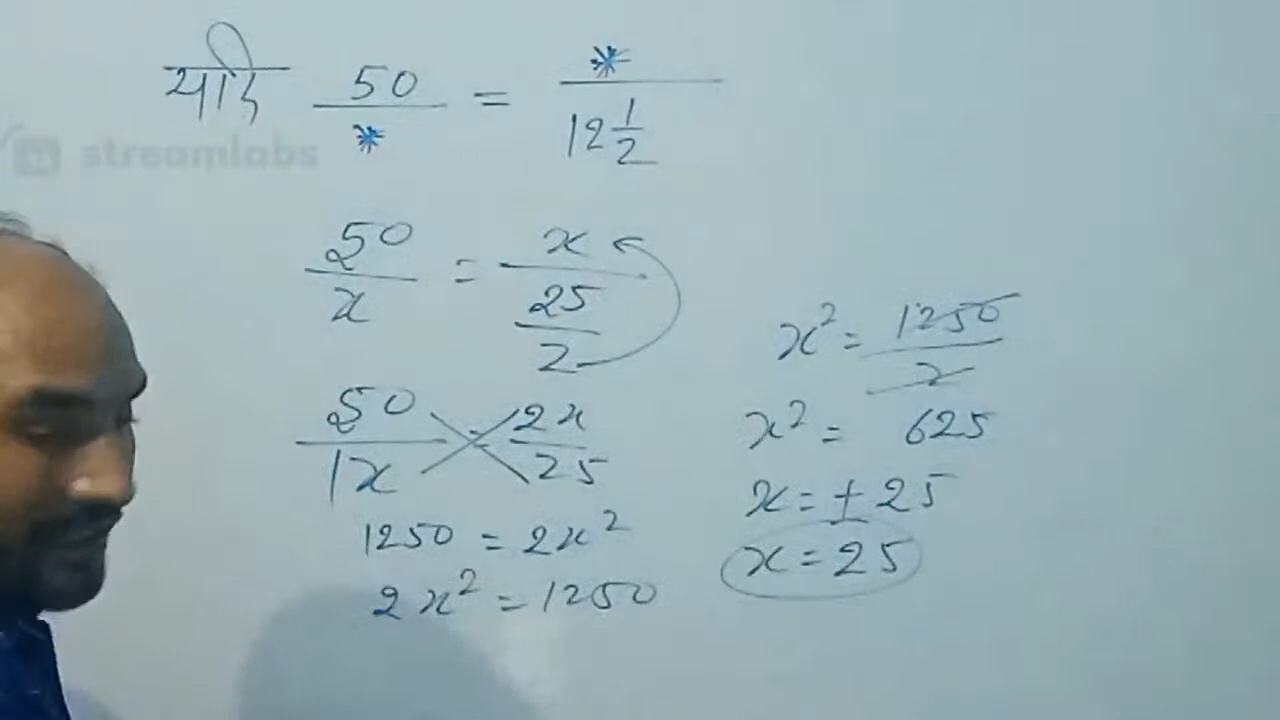 यदि 50/* = */12 1/2
streamlabs
50/x = x/(25/2)
50/1x = 2x/25
1250 = 2x²
2x² = 1250
x² = 1250/2
x² = 625
x = ± 25
x = 25